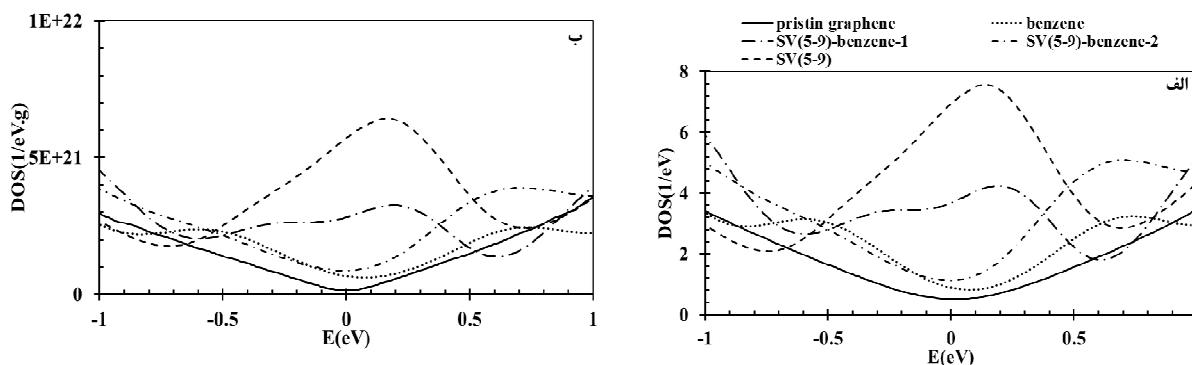 1E+22
5E+21
0
DOS(1/eV.g)
-1
-0.5
0
0.5
1
E(eV)
ب
pristin graphene
benzene
SV(5-9)-benzene-1
SV(5-9)-benzene-2
SV(5-9)
8
6
4
2
0
DOS(1/eV)
-1
-0.5
0
0.5
E(eV)
الف